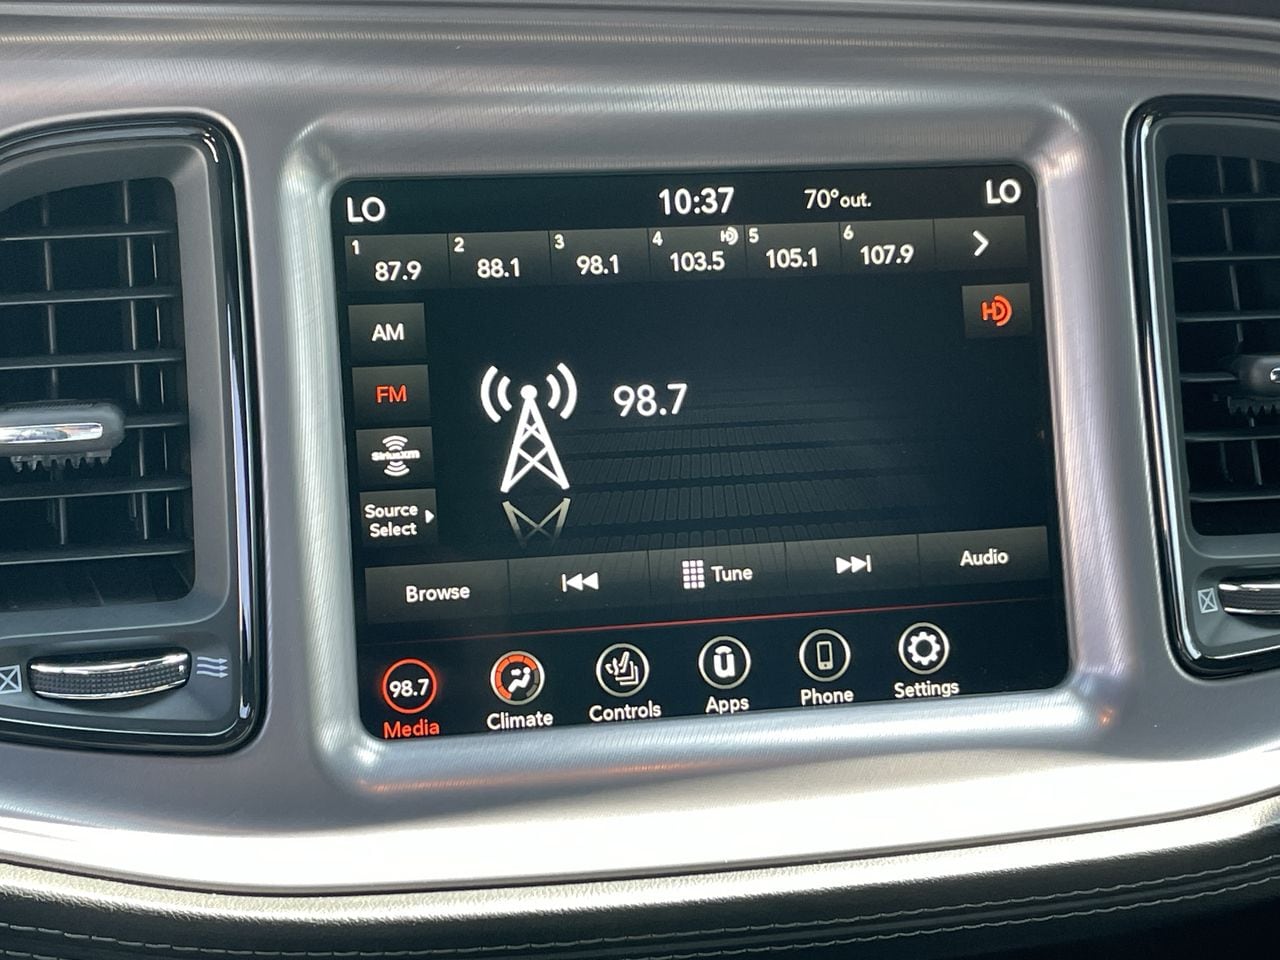 LO 10:37 70°out. LO
1 87.9 2 88.1 3 98.1 4 103.5 HD 5 105.1 6 107.9
HD
AM
FM
98.7
SiriusXM
Source
Select
Browse Tune Audio
98.7
Media Climate Controls Apps Phone Settings